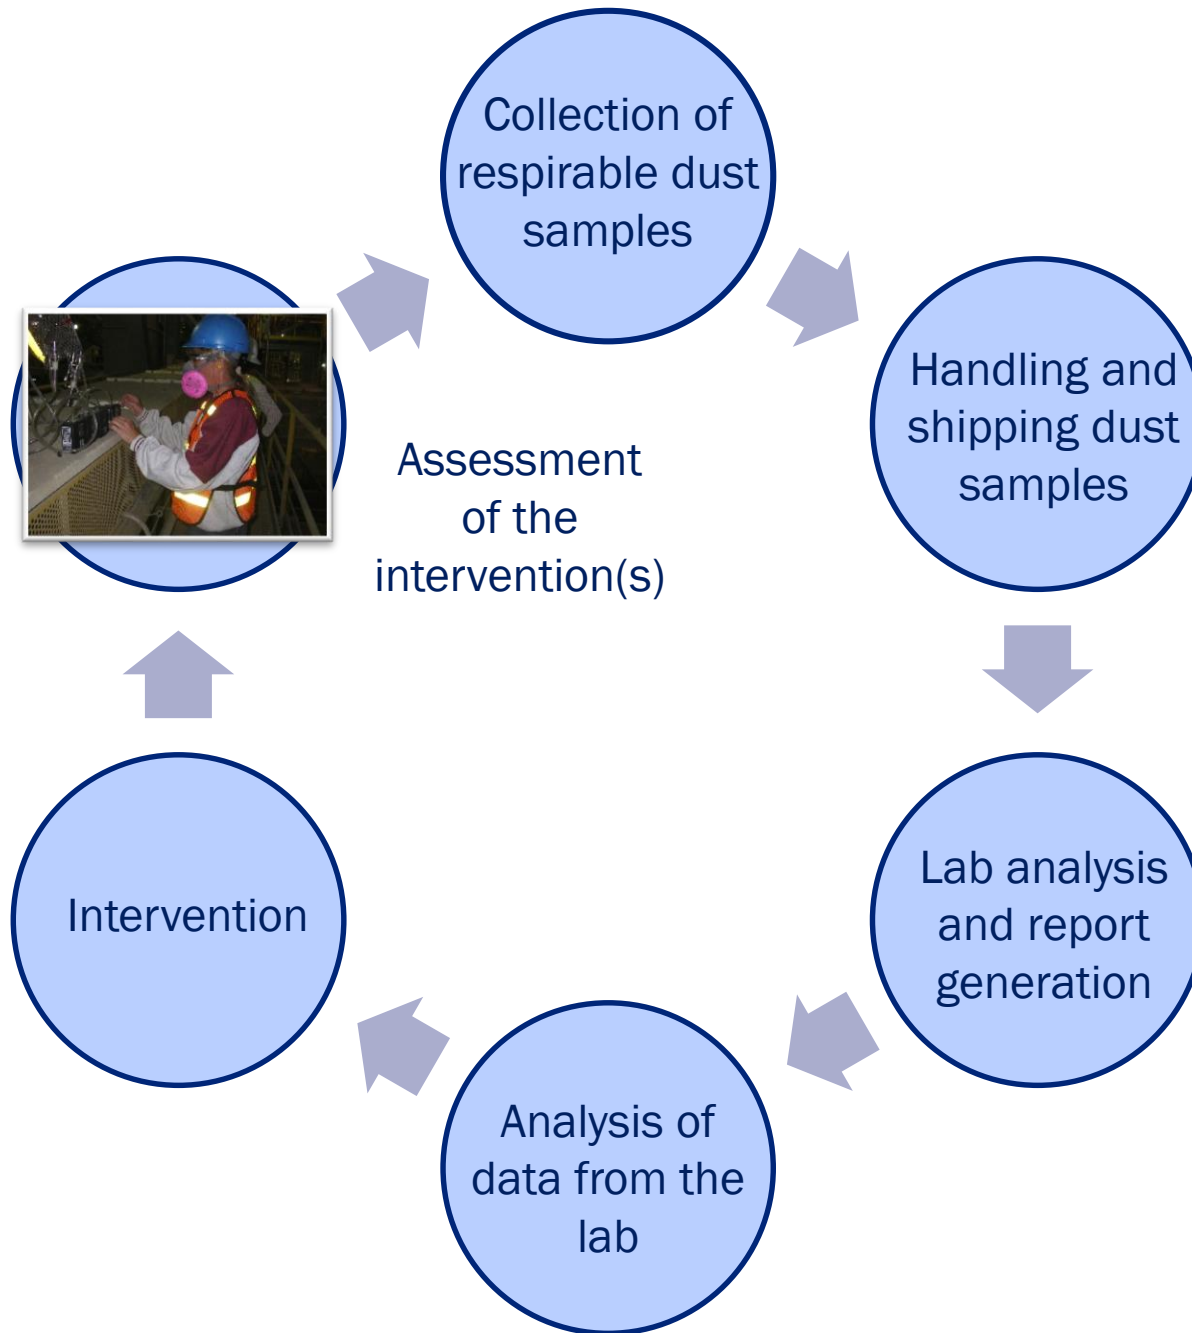 Collection of
respirable dust
samples
Handling and
shipping dust
samples
Lab analysis
and report
generation
Analysis of
data from the
lab
Intervention
Assessment
of the
intervention(s)